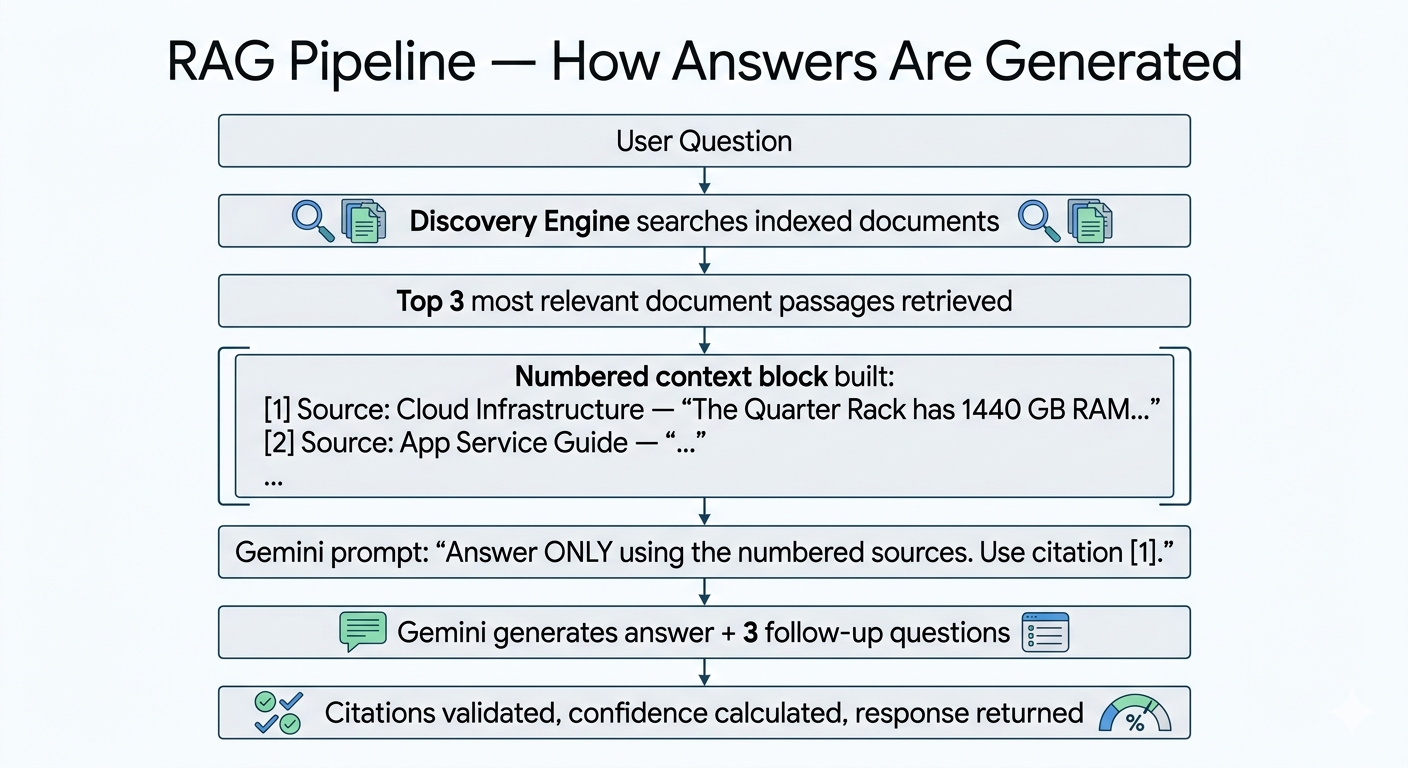 RAG Pipeline — How Answers Are Generated
User Question
Discovery Engine searches indexed documents
Top 3 most relevant document passages retrieved
Numbered context block built:
[1] Source: Cloud Infrastructure — “The Quarter Rack has 1440 GB RAM...”
[2] Source: App Service Guide — “...”
...
Gemini prompt: “Answer ONLY using the numbered sources. Use citation [1].”
Gemini generates answer + 3 follow-up questions
Citations validated, confidence calculated, response returned
%